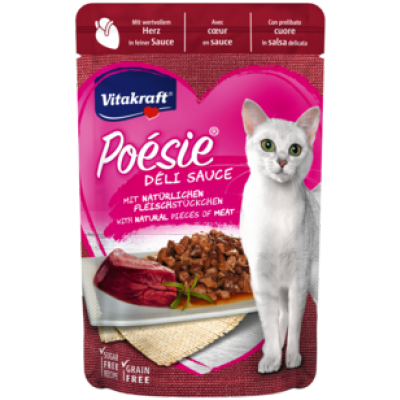 Mit wertvollem
Herz
in feiner Sauce
Avec
cœur
en sauce
Con prelibato
cuore
in salsa delicata
Vitakraft®
Poésie®
DÉLI SAUCE
MIT NATÜRLICHEN
FLEISCHSTÜCKCHEN
WITH NATURAL PIECES OF MEAT
SUGAR
FREE
RECIPE
GRAIN
FREE